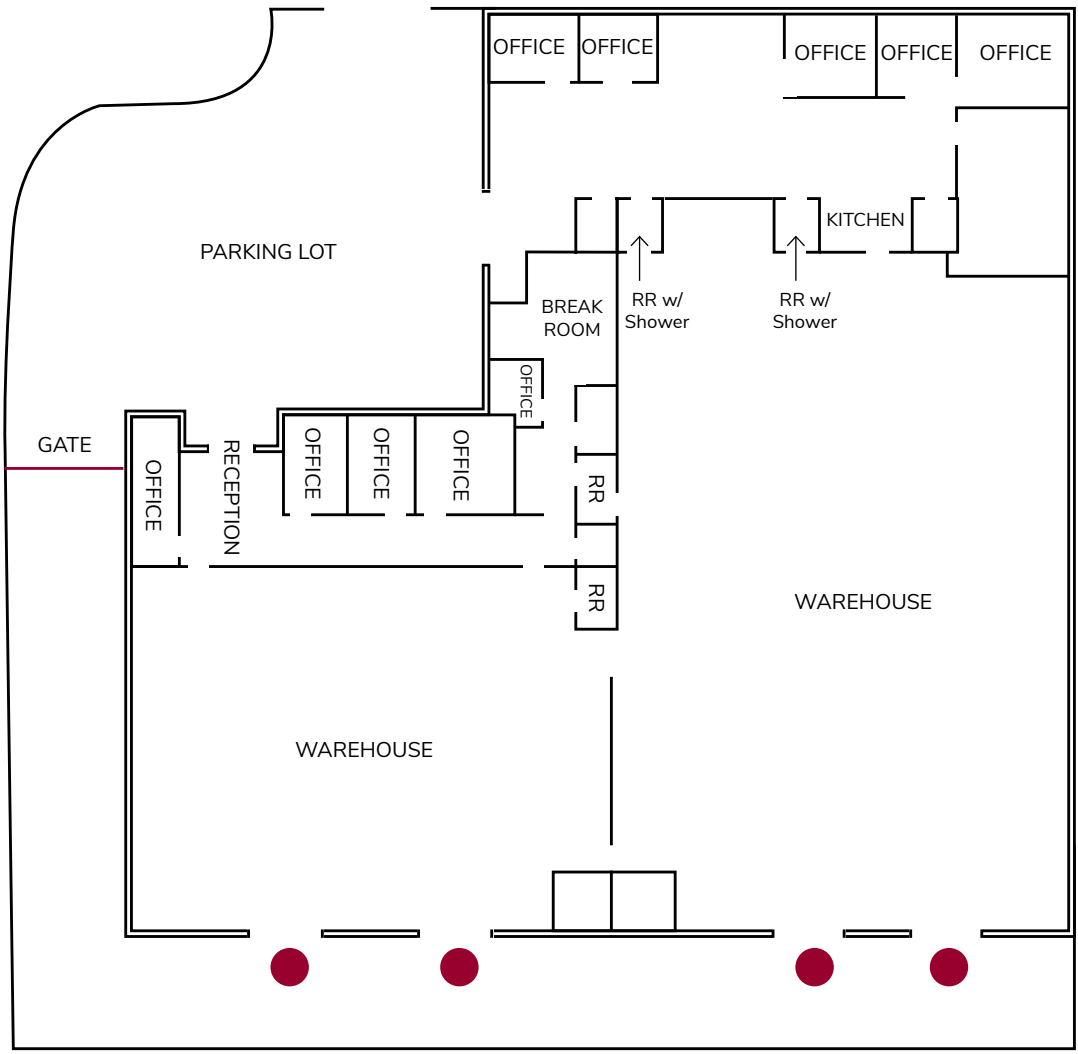 OFFICE
OFFICE
OFFICE
OFFICE
OFFICE
KITCHEN
PARKING LOT
RR w/
Shower
RR w/
Shower
BREAK
ROOM
OFFICE
GATE
OFFICE
RECEPTION
OFFICE
OFFICE
OFFICE
RR
RR
WAREHOUSE
WAREHOUSE